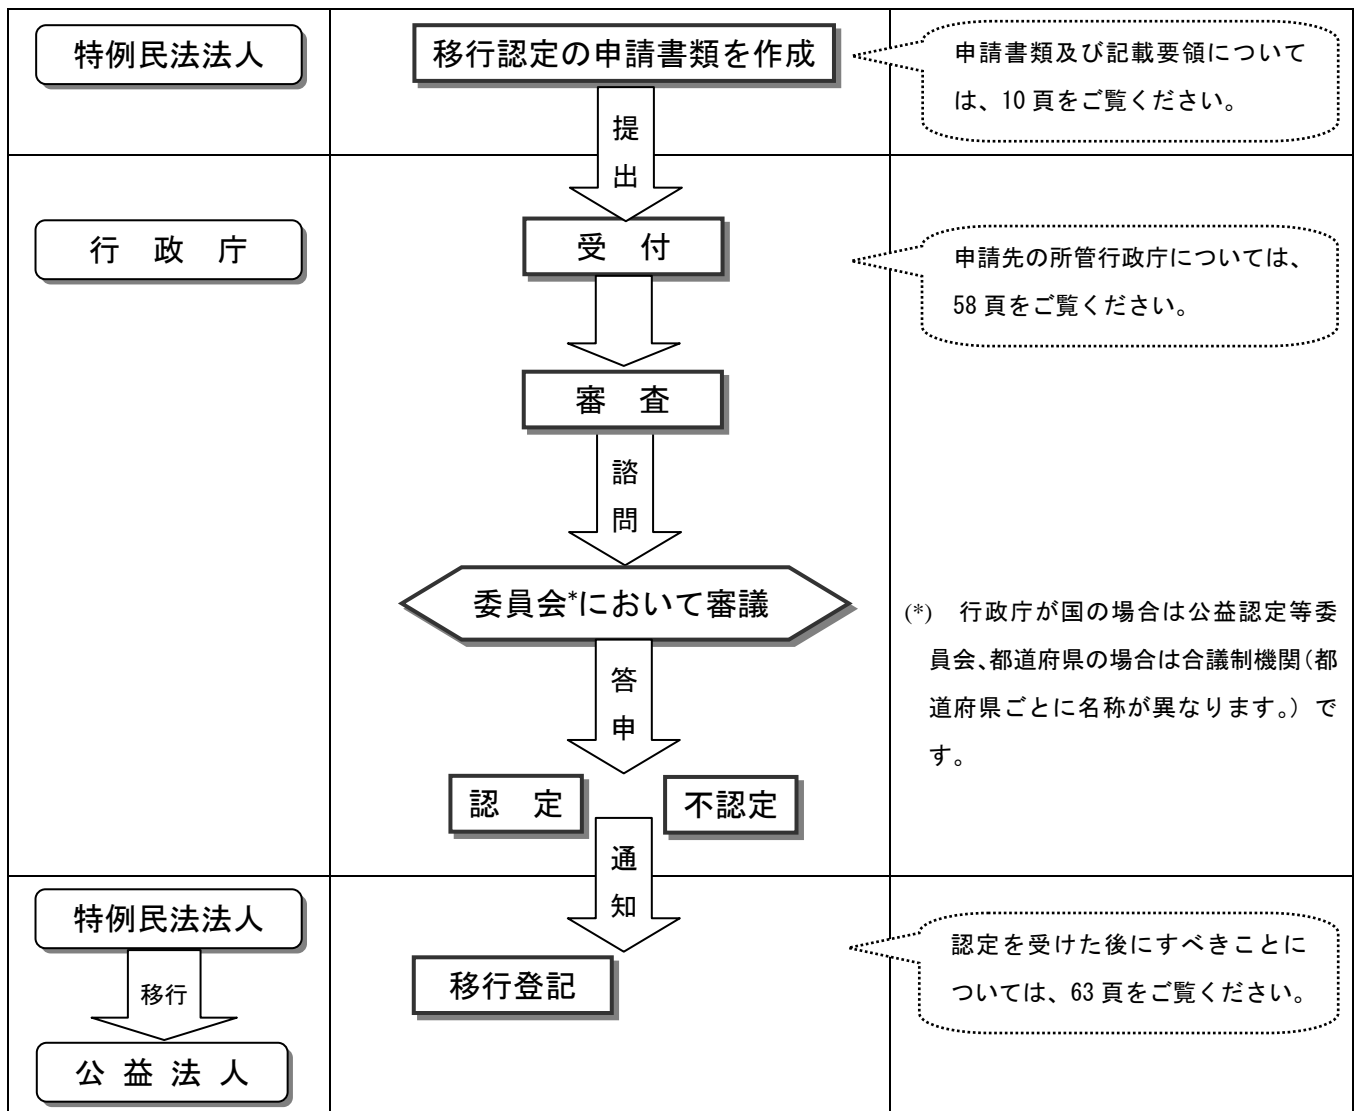 特例民法法人
移行認定の申請書類を作成
申請書類及び記載要領について
は、10頁をご覧ください。
提
出
行 政 庁
受 付
申請先の所管行政庁については、
58頁をご覧ください。
審 査
諮
問
委員会*において審議
(*) 行政庁が国の場合は公益認定等委
員会、都道府県の場合は合議制機関(都
道府県ごとに名称が異なります。)で
す。
答
申
認 定
不認定
通
知
特例民法法人
移行登記
認定を受けた後にすべきことに
ついては、63頁をご覧ください。
移行
公 益 法 人